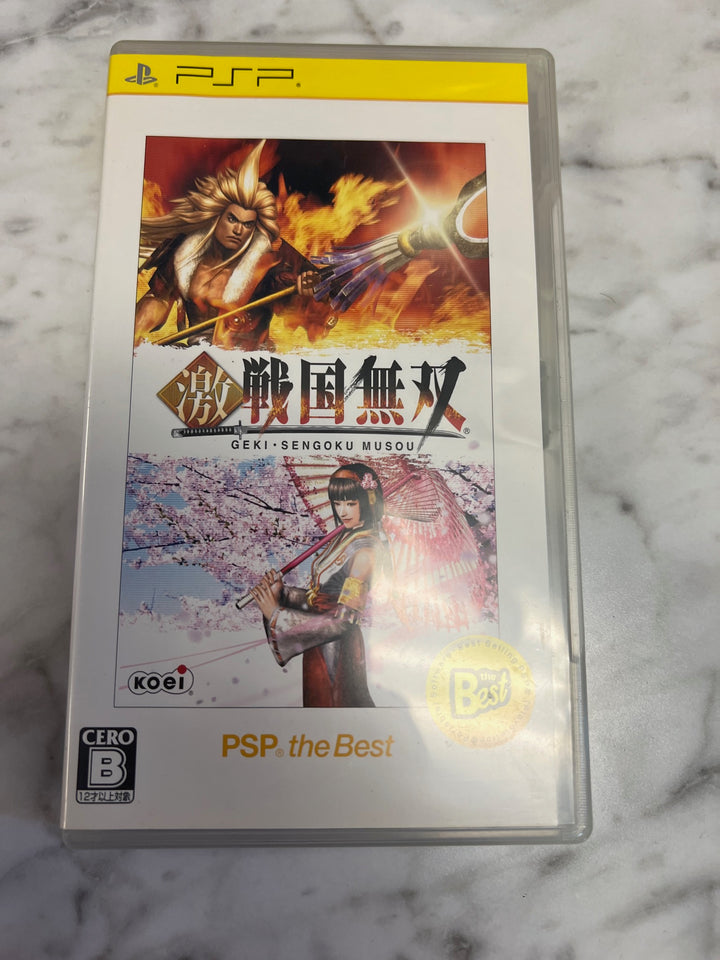 PSP®
激・戦国無双®
GEKI・SENGOKU MUSOU
KOEI®
the Best
PSP® the Best
CERO
B
12才以上対象